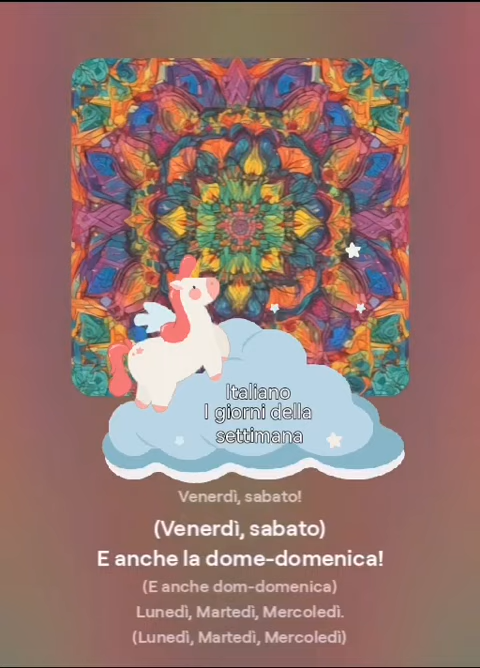 Italiano
I giorni della
settimana
Venerdì, sabato!
(Venerdì, sabato)
E anche la dome-domenica!
(E anche dom-domenica)
Lunedì, Martedì, Mercoledì.
(Lunedì, Martedì, Mercoledì)